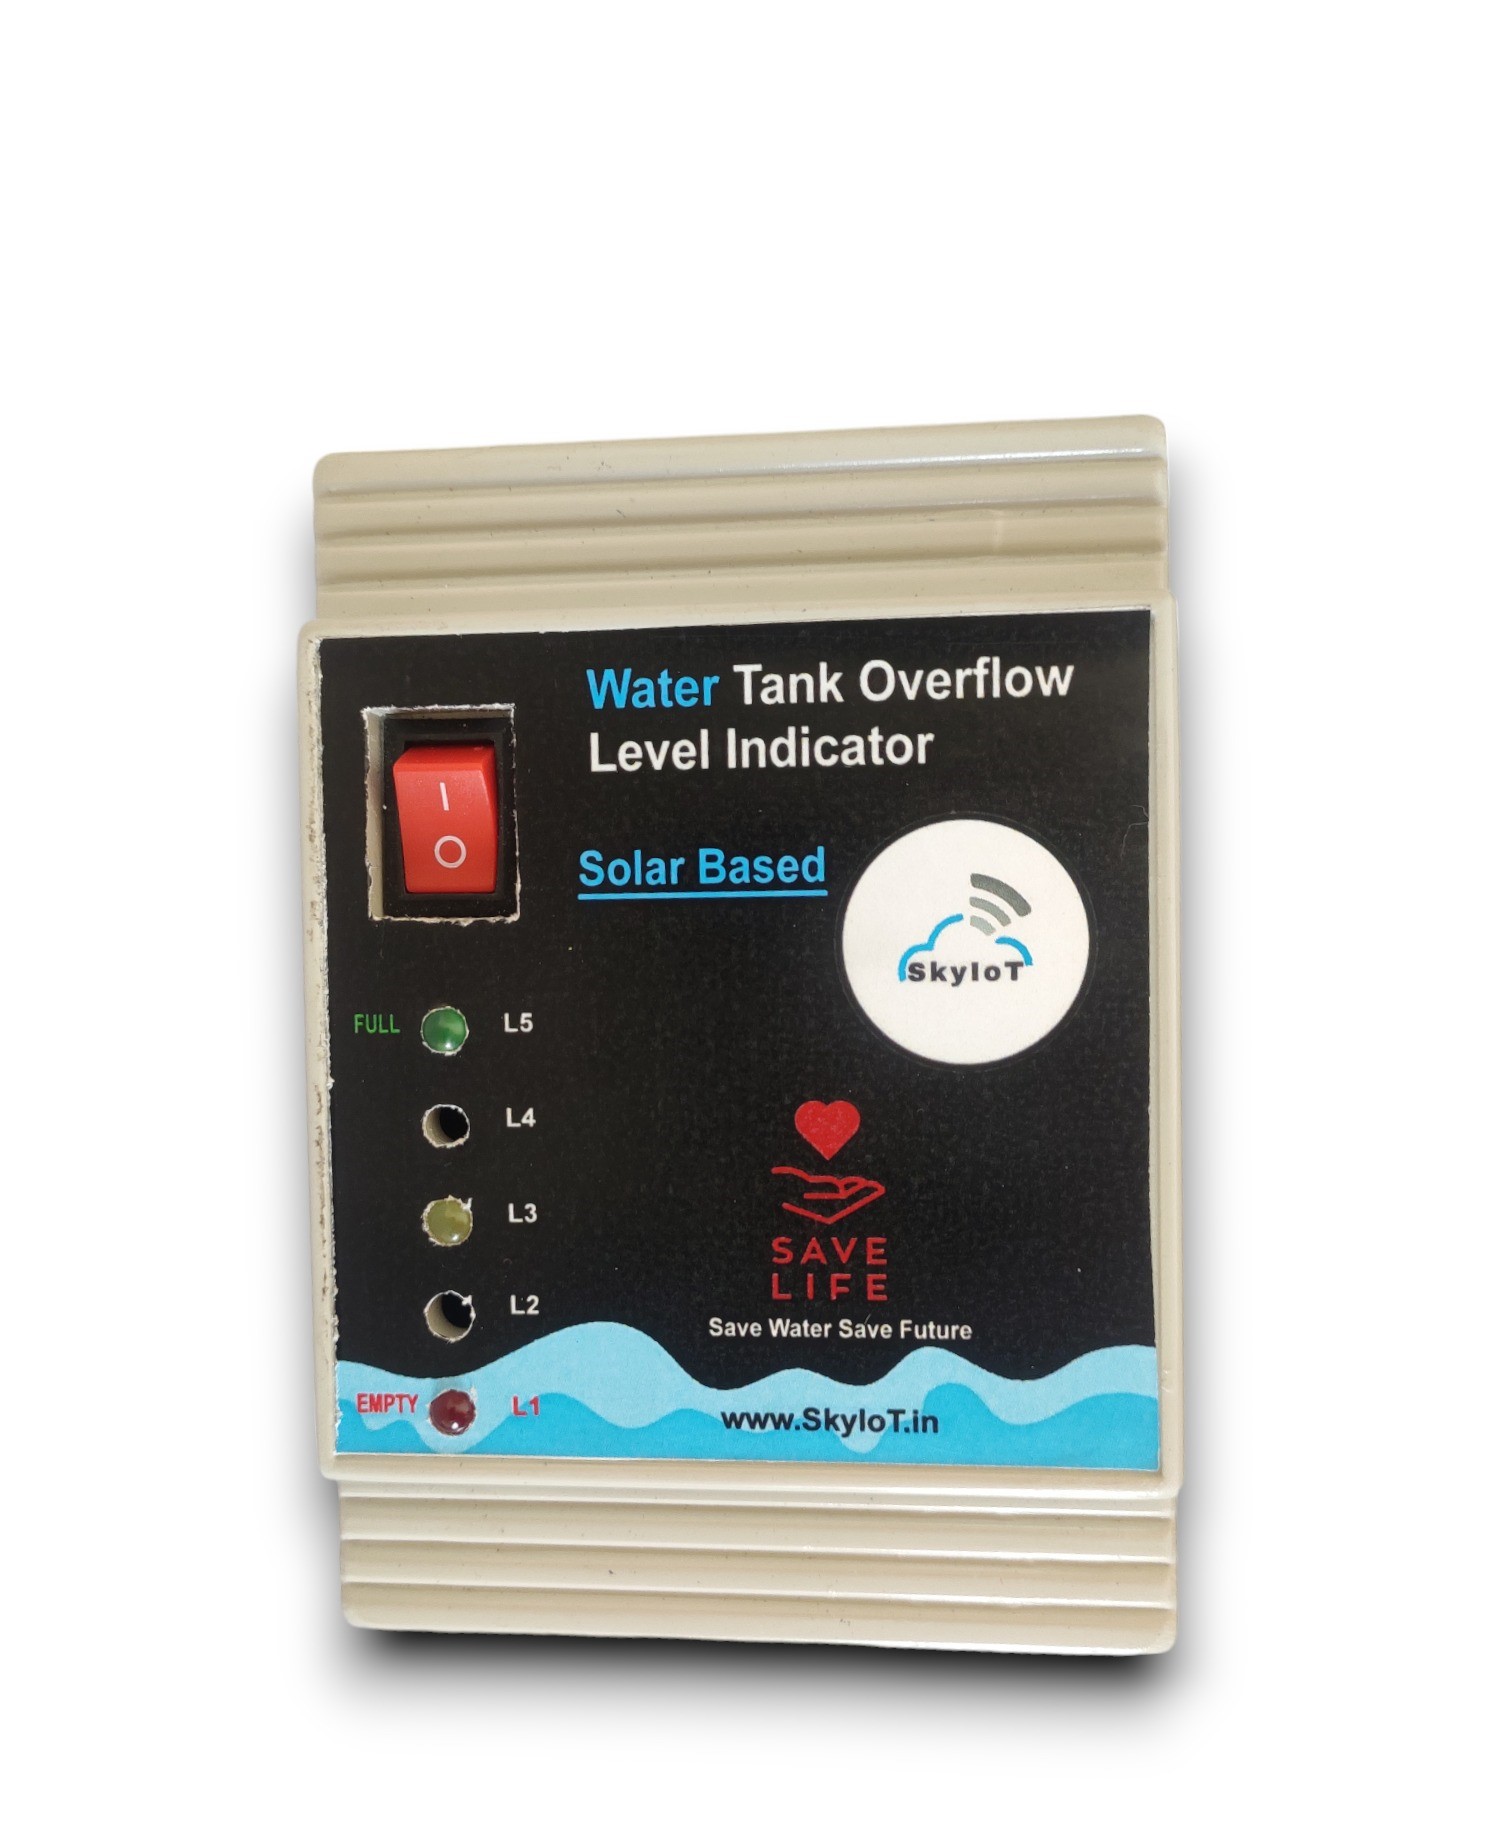 Water Tank Overflow
Level Indicator
I
O
Solar Based
SkyIoT
FULL L5
L4
L3
L2
EMPTY L1
SAVE
LIFE
Save Water Save Future
www.SkyIoT.in